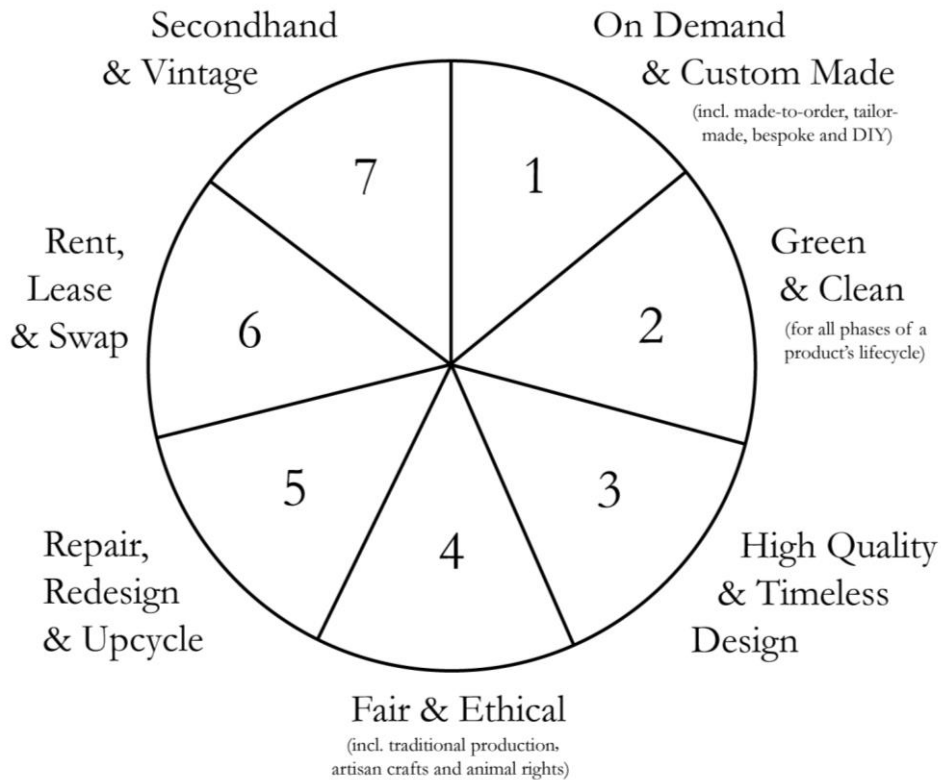 Secondhand
& Vintage
On Demand
& Custom Made
(incl. made-to-order, tailor-
made, bespoke and DIY)
7
1
Rent,
Lease
& Swap
6
2
Green
& Clean
(for all phases of a
product's lifecycle)
5
3
4
Repair,
Redesign
& Upcycle
High Quality
& Timeless
Design
Fair & Ethical
(incl. traditional production,
artisan crafts and animal rights)